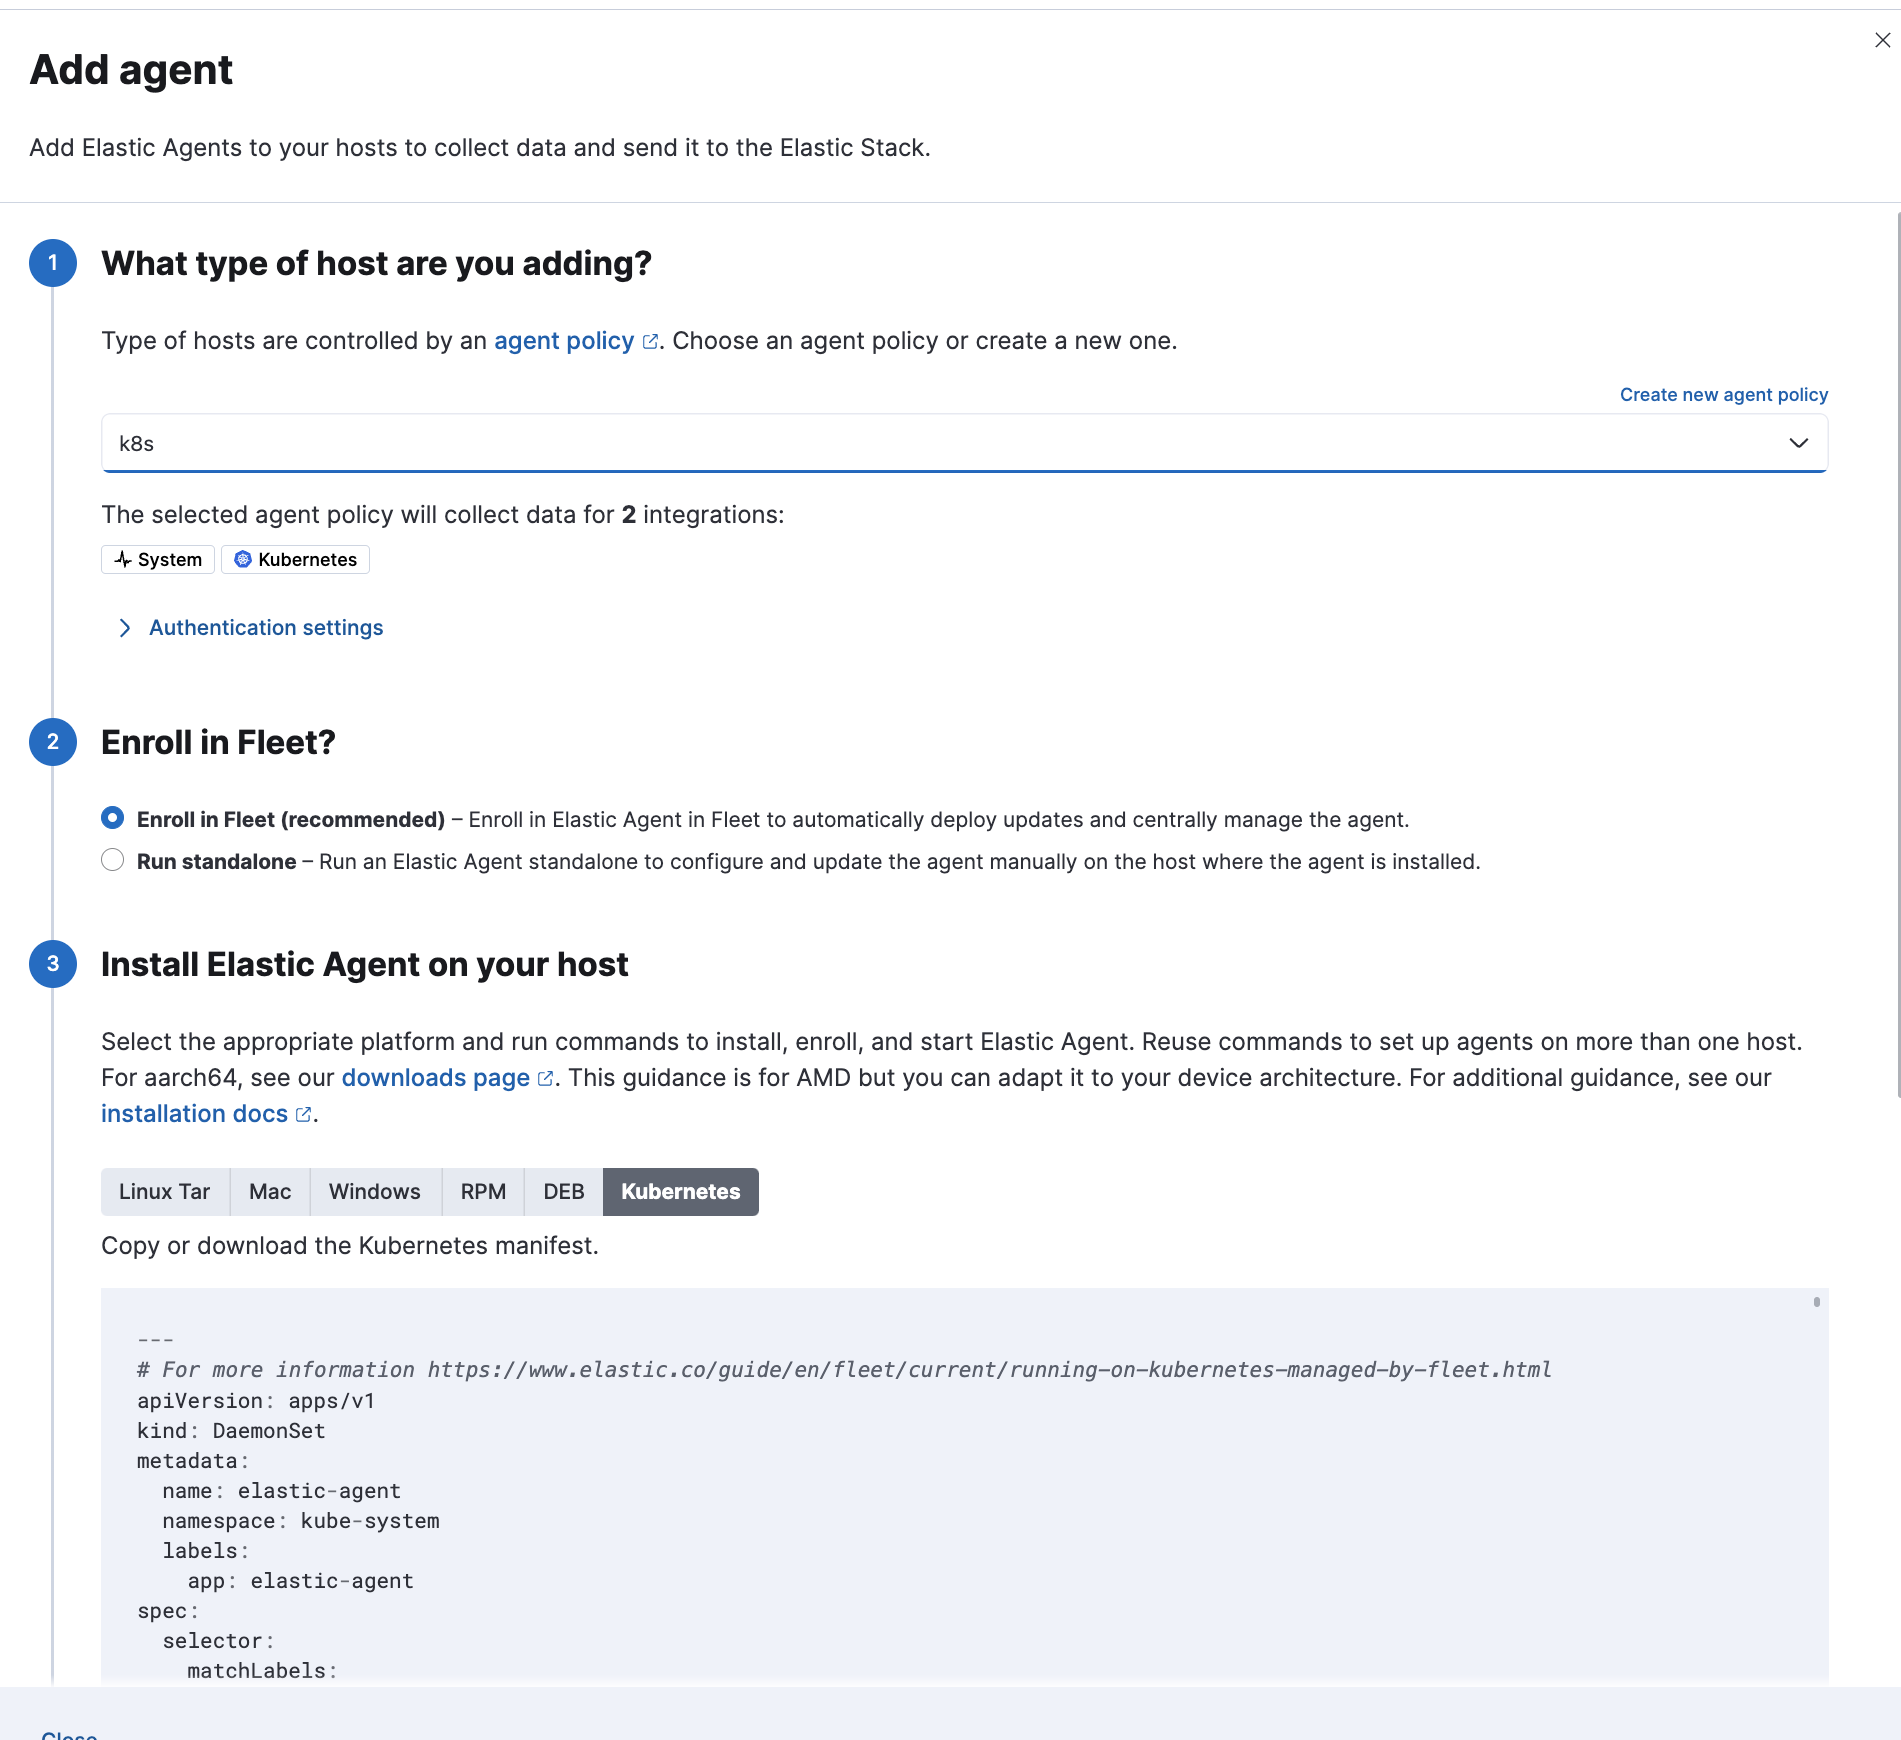 Add agent
Add Elastic Agents to your hosts to collect data and send it to the Elastic Stack.
1
What type of host are you adding?
Type of hosts are controlled by an agent policy. Choose an agent policy or create a new one.
Create new agent policy
k8s
The selected agent policy will collect data for 2 integrations:
System Kubernetes
Authentication settings
2
Enroll in Fleet?
Enroll in Fleet (recommended) – Enroll in Elastic Agent in Fleet to automatically deploy updates and centrally manage the agent.
Run standalone – Run an Elastic Agent standalone to configure and update the agent manually on the host where the agent is installed.
3
Install Elastic Agent on your host
Select the appropriate platform and run commands to install, enroll, and start Elastic Agent. Reuse commands to set up agents on more than one host.
For aarch64, see our downloads page. This guidance is for AMD but you can adapt it to your device architecture. For additional guidance, see our
installation docs.
Linux Tar Mac Windows RPM DEB Kubernetes
Copy or download the Kubernetes manifest.
---
# For more information https://www.elastic.co/guide/en/fleet/current/running-on-kubernetes-managed-by-fleet.html
apiVersion: apps/v1
kind: DaemonSet
metadata:
  name: elastic-agent
  namespace: kube-system
  labels:
    app: elastic-agent
spec:
  selector:
    matchLabels:
Close